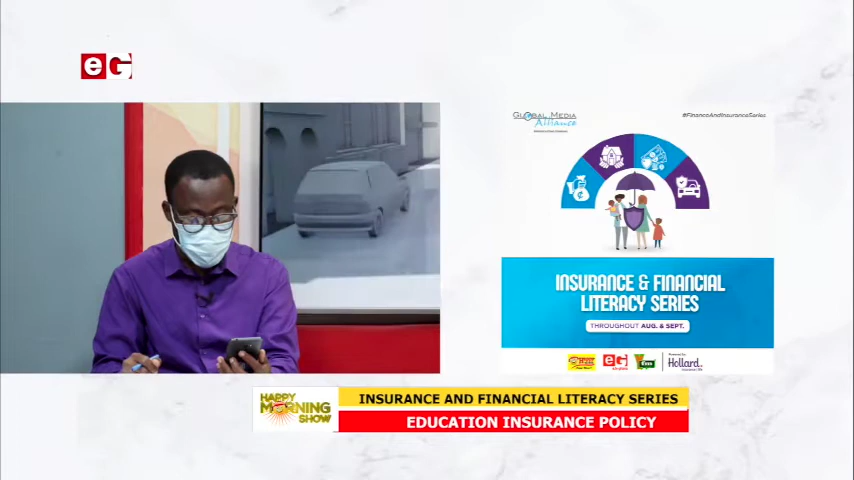 eG
GLOBAL MEDIA
Alliance
#FinanceAndInsuranceSeries
INSURANCE & FINANCIAL
LITERACY SERIES
THROUGHOUT AUG. & SEPT.
eG
Hollard.
HAPPY
MORNING
SHOW
INSURANCE AND FINANCIAL LITERACY SERIES
EDUCATION INSURANCE POLICY